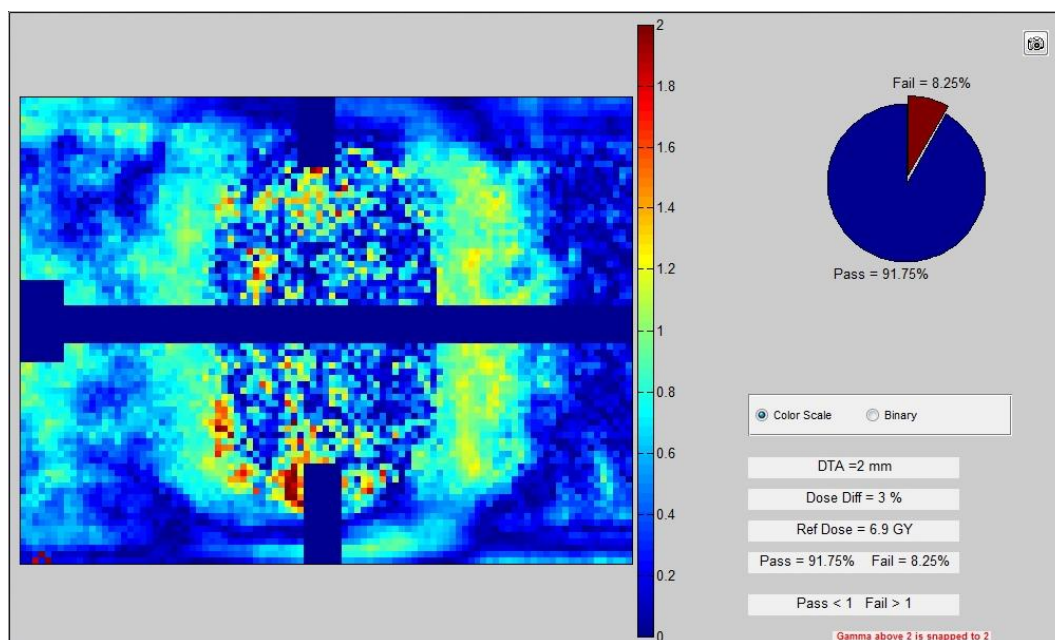 2
1.8
1.6
1.4
1.2
1
0.8
0.6
0.4
0.2
0
Fail = 8.25%
Pass = 91.75%
Color Scale Binary
DTA =2 mm
Dose Diff = 3 %
Ref Dose = 6.9 GY
Pass = 91.75% Fail = 8.25%
Pass < 1 Fail > 1
Gamma above 2 is snapped to 2